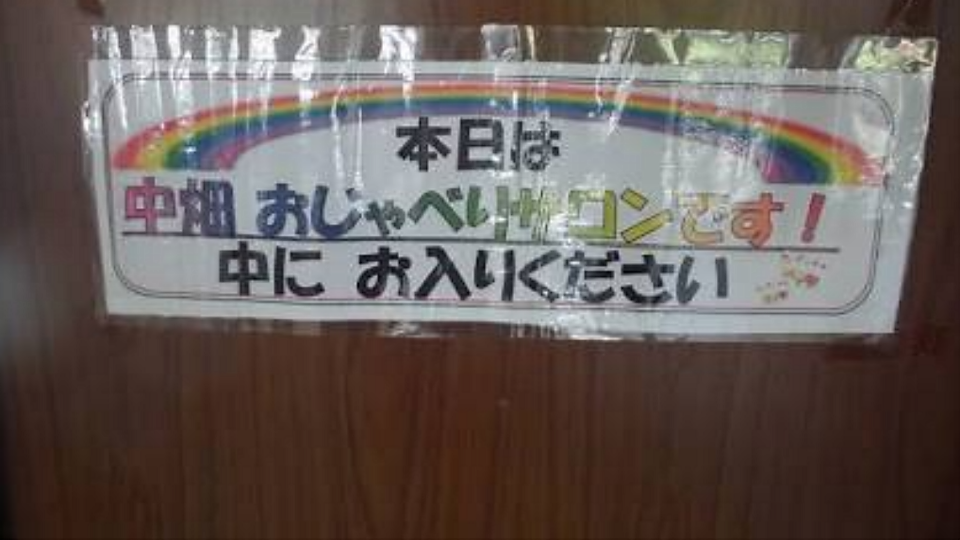 本日は
中畑 おしゃべりサロンです!
中に お入りください